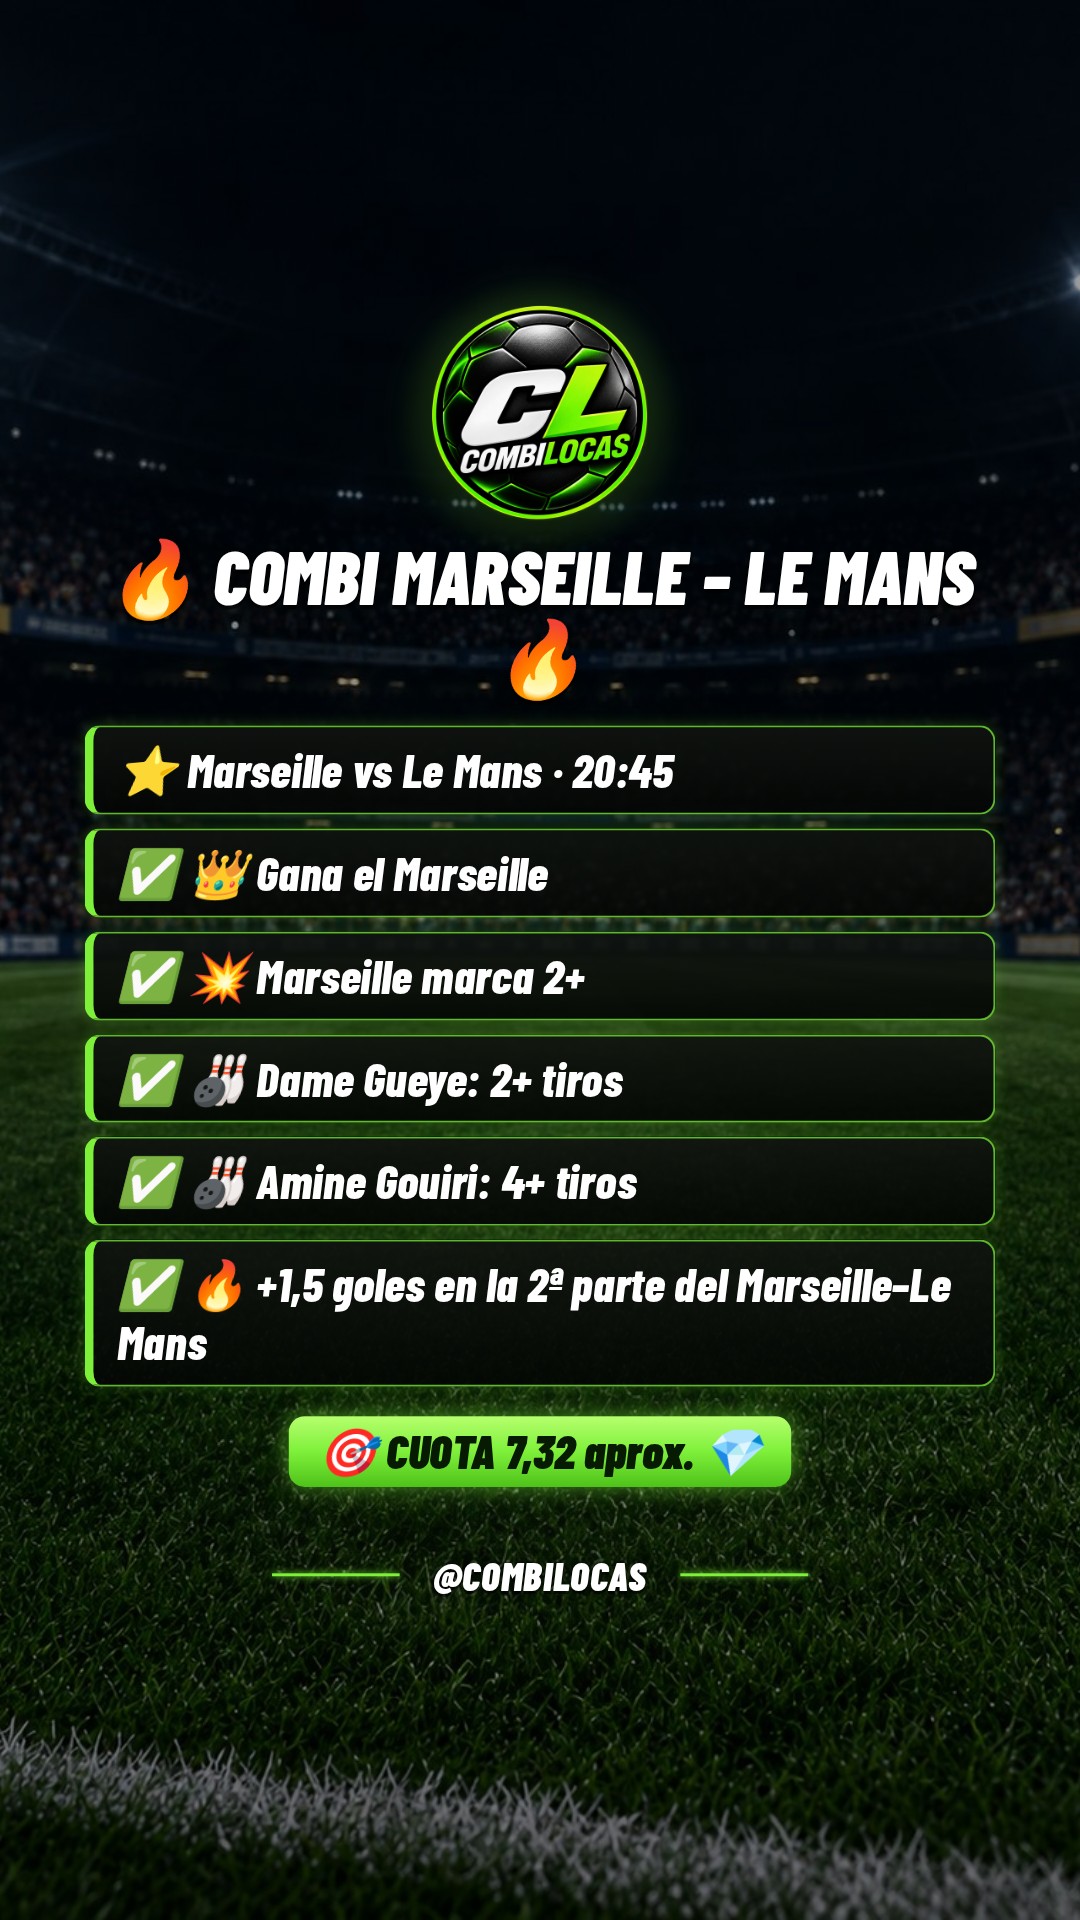 CL
COMBILOCAS
🔥 COMBI MARSEILLE – LE MANS
🔥
⭐ Marseille vs Le Mans · 20:45
✅ 👑 Gana el Marseille
✅ 💥 Marseille marca 2+
✅ 🎳 Dame Gueye: 2+ tiros
✅ 🎳 Amine Gouiri: 4+ tiros
✅ 🔥 +1,5 goles en la 2ª parte del Marseille–Le
Mans
🎯 CUOTA 7,32 aprox. 💎
@COMBILOCAS